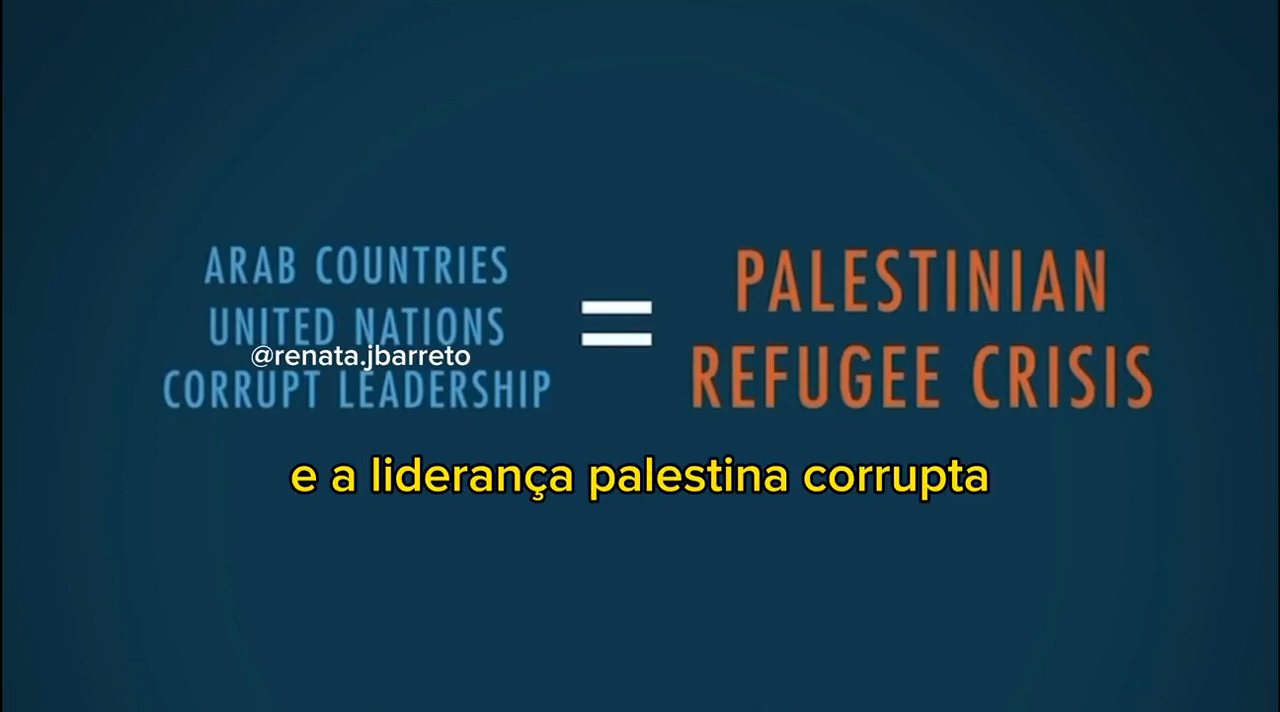 ARAB COUNTRIES
UNITED NATIONS
@renata.jbarreto
CORRUPT LEADERSHIP
=
PALESTINIAN
REFUGEE CRISIS
e a liderança palestina corrupta